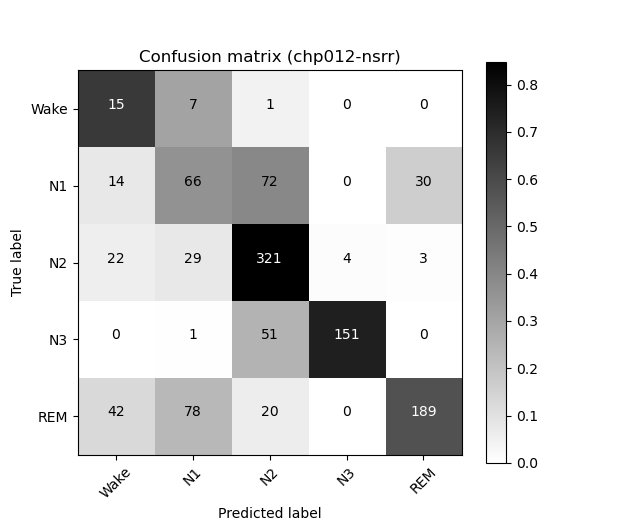 Confusion matrix (chp012-nsrr)
Wake 15 7 1 0 0
N1 14 66 72 0 30
N2 22 29 321 4 3
N3 0 1 51 151 0
REM 42 78 20 0 189
Wake N1 N2 N3 REM
True label
Predicted label
0.8
0.7
0.6
0.5
0.4
0.3
0.2
0.1
0.0